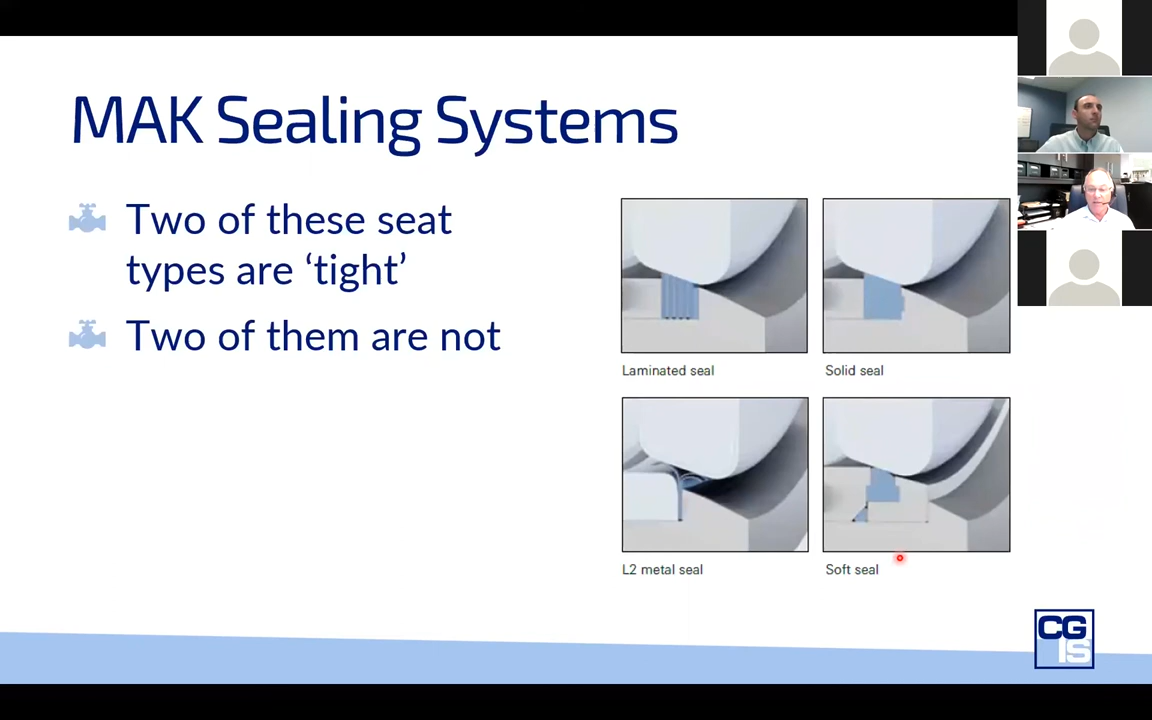 MAK Sealing Systems
Two of these seat
types are ‘tight’
Two of them are not
Laminated seal
Solid seal
L2 metal seal
Soft seal
CG
IS